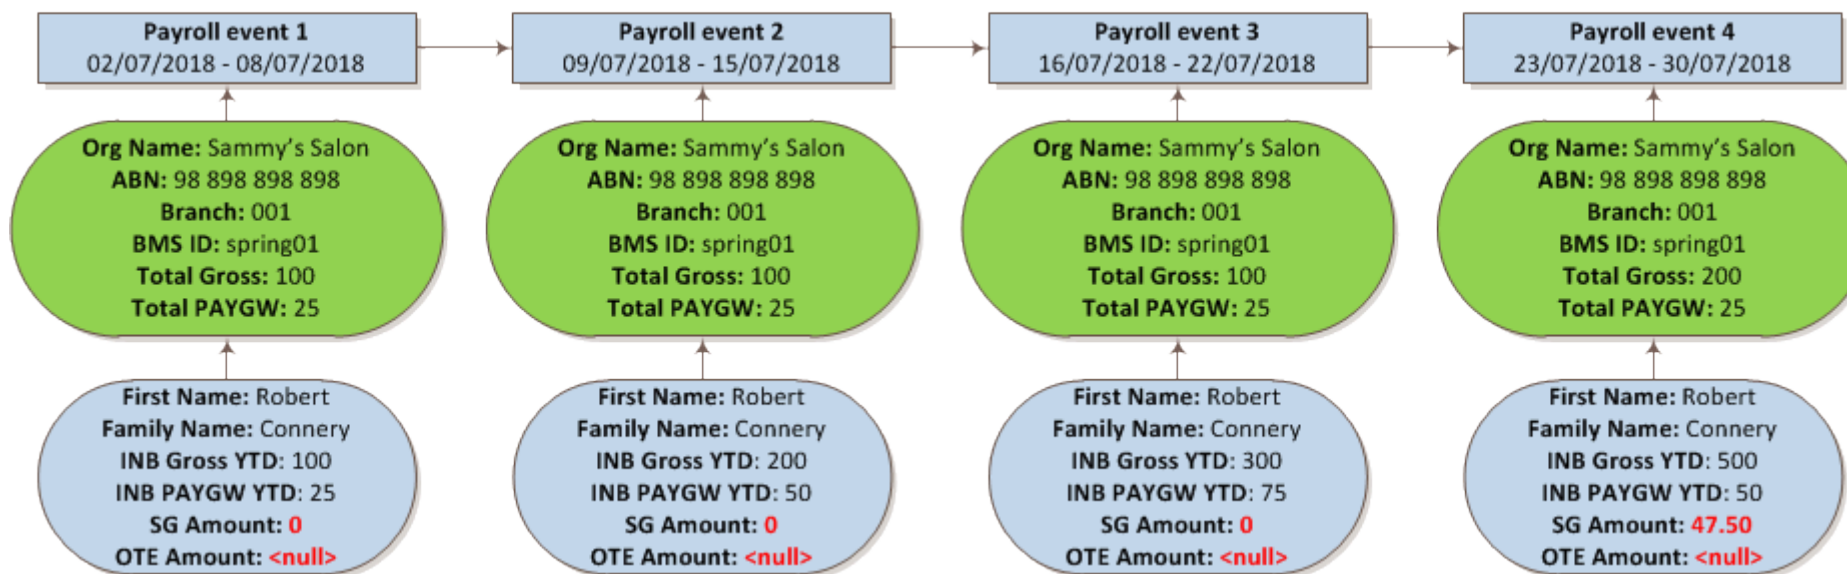 Payroll event 1
02/07/2018 - 08/07/2018
Org Name: Sammy's Salon
ABN: 98 898 898 898
Branch: 001
BMS ID: spring01
Total Gross: 100
Total PAYGW: 25
First Name: Robert
Family Name: Connery
INB Gross YTD: 100
INB PAYGW YTD: 25
SG Amount: 0
OTE Amount: <null>
Payroll event 2
09/07/2018 - 15/07/2018
Org Name: Sammy's Salon
ABN: 98 898 898 898
Branch: 001
BMS ID: spring01
Total Gross: 100
Total PAYGW: 25
First Name: Robert
Family Name: Connery
INB Gross YTD: 200
INB PAYGW YTD: 50
SG Amount: 0
OTE Amount: <null>
Payroll event 3
16/07/2018 - 22/07/2018
Org Name: Sammy's Salon
ABN: 98 898 898 898
Branch: 001
BMS ID: spring01
Total Gross: 100
Total PAYGW: 25
First Name: Robert
Family Name: Connery
INB Gross YTD: 300
INB PAYGW YTD: 75
SG Amount: 0
OTE Amount: <null>
Payroll event 4
23/07/2018 - 30/07/2018
Org Name: Sammy's Salon
ABN: 98 898 898 898
Branch: 001
BMS ID: spring01
Total Gross: 200
Total PAYGW: 25
First Name: Robert
Family Name: Connery
INB Gross YTD: 500
INB PAYGW YTD: 50
SG Amount: 47.50
OTE Amount: <null>